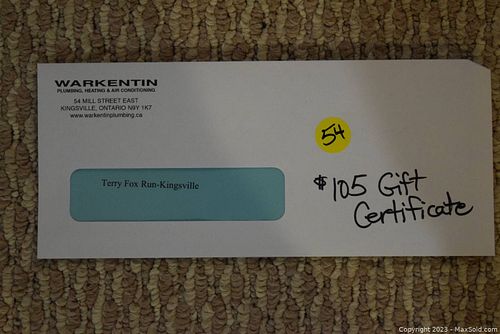 WARKENTIN
PLUMBING, HEATING & AIR CONDITIONING
54 MILL STREET EAST
KINGSVILLE, ONTARIO N9Y 1K7
www.warkentinplumbing.ca
54
Terry Fox Run-Kingsville
$105 Gift
Certificate
Copyright 2023 - MaxSold.com